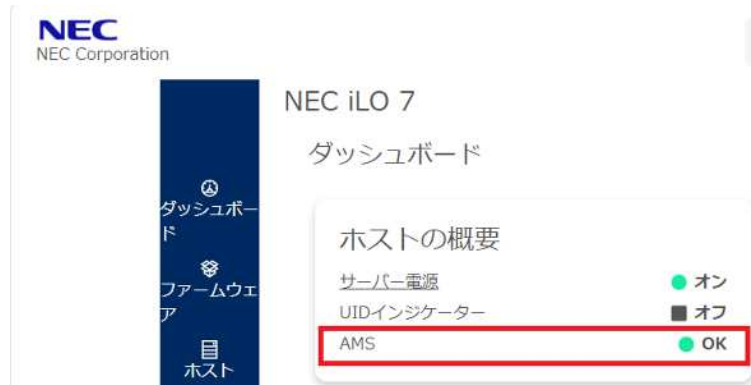 NEC
NEC Corporation
NEC iLO 7
ダッシュボード
ダッシュボー
ド
ファームウェ
ア
ホスト
ホストの概要
サーバー電源 オン
UIDインジケーター オフ
AMS OK